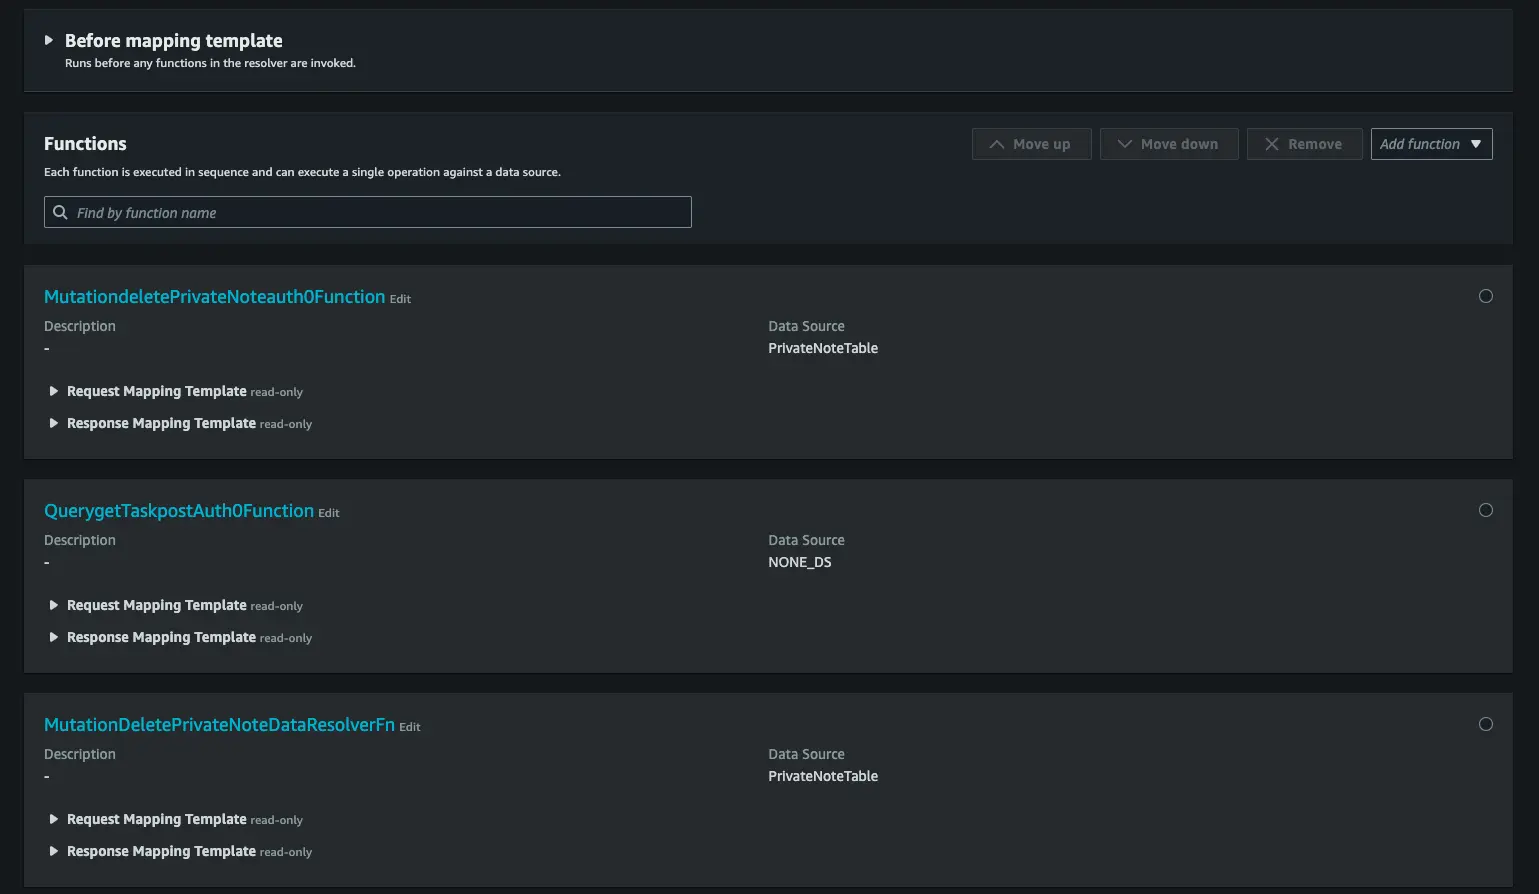 Before mapping template
Runs before any functions in the resolver are invoked.
Functions
Move up
Move down
Remove
Add function
Each function is executed in sequence and can execute a single operation against a data source.
Find by function name
MutationdeletePrivateNoteauth0Function Edit
Description
Data Source
-
PrivateNoteTable
Request Mapping Template read-only
Response Mapping Template read-only
QuerygetTaskpostAuth0Function Edit
Description
Data Source
-
NONE_DS
Request Mapping Template read-only
Response Mapping Template read-only
MutationDeletePrivateNoteDataResolverFn Edit
Description
Data Source
-
PrivateNoteTable
Request Mapping Template read-only
Response Mapping Template read-only